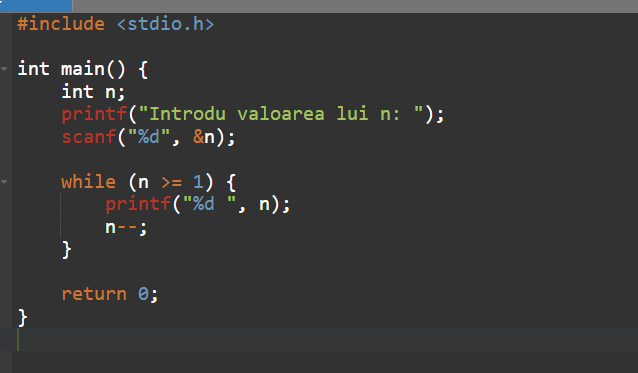 #include <stdio.h>
int main() {
int n;
printf("Introdu valoarea lui n: ");
scanf("%d", &n);
while (n >= 1) {
printf("%d ", n);
n--;
}
return 0;
}